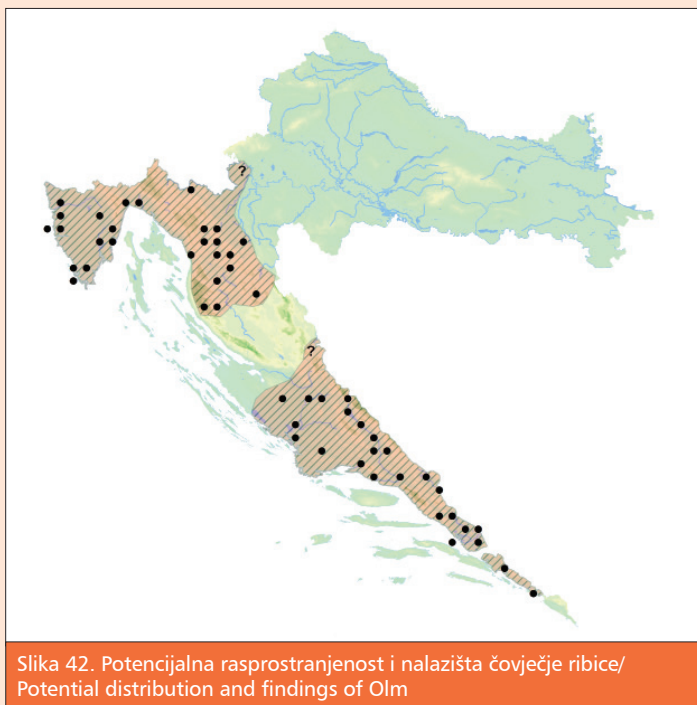 ?
?
Slika 42. Potencijalna rasprostranjenost i nalazišta čovječje ribice/
Potential distribution and findings of Olm